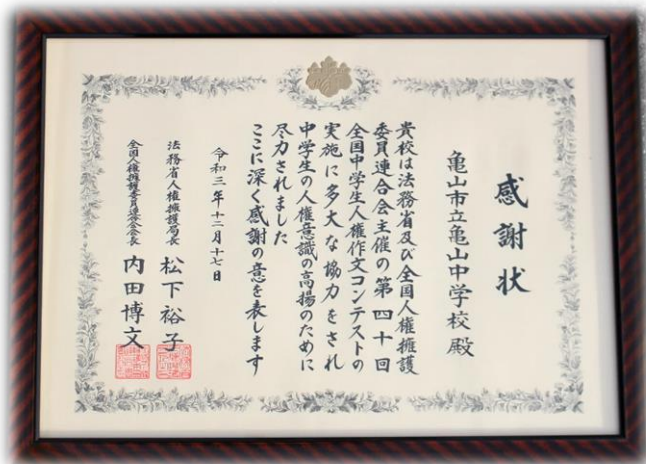 感謝状
亀山市立亀山中学校殿
貴校は法務省及び全国人権擁護
委員連合会主催の第四十回
全国中学生人権作文コンテストの
実施に多大な協力をされ
中学生の人権意識の高揚のために
尽力されました
ここに深く感謝の意を表します
令和三年十二月十七日
法務省人権擁護局長 松下裕子
全国人権擁護委員連合会会長 内田博文